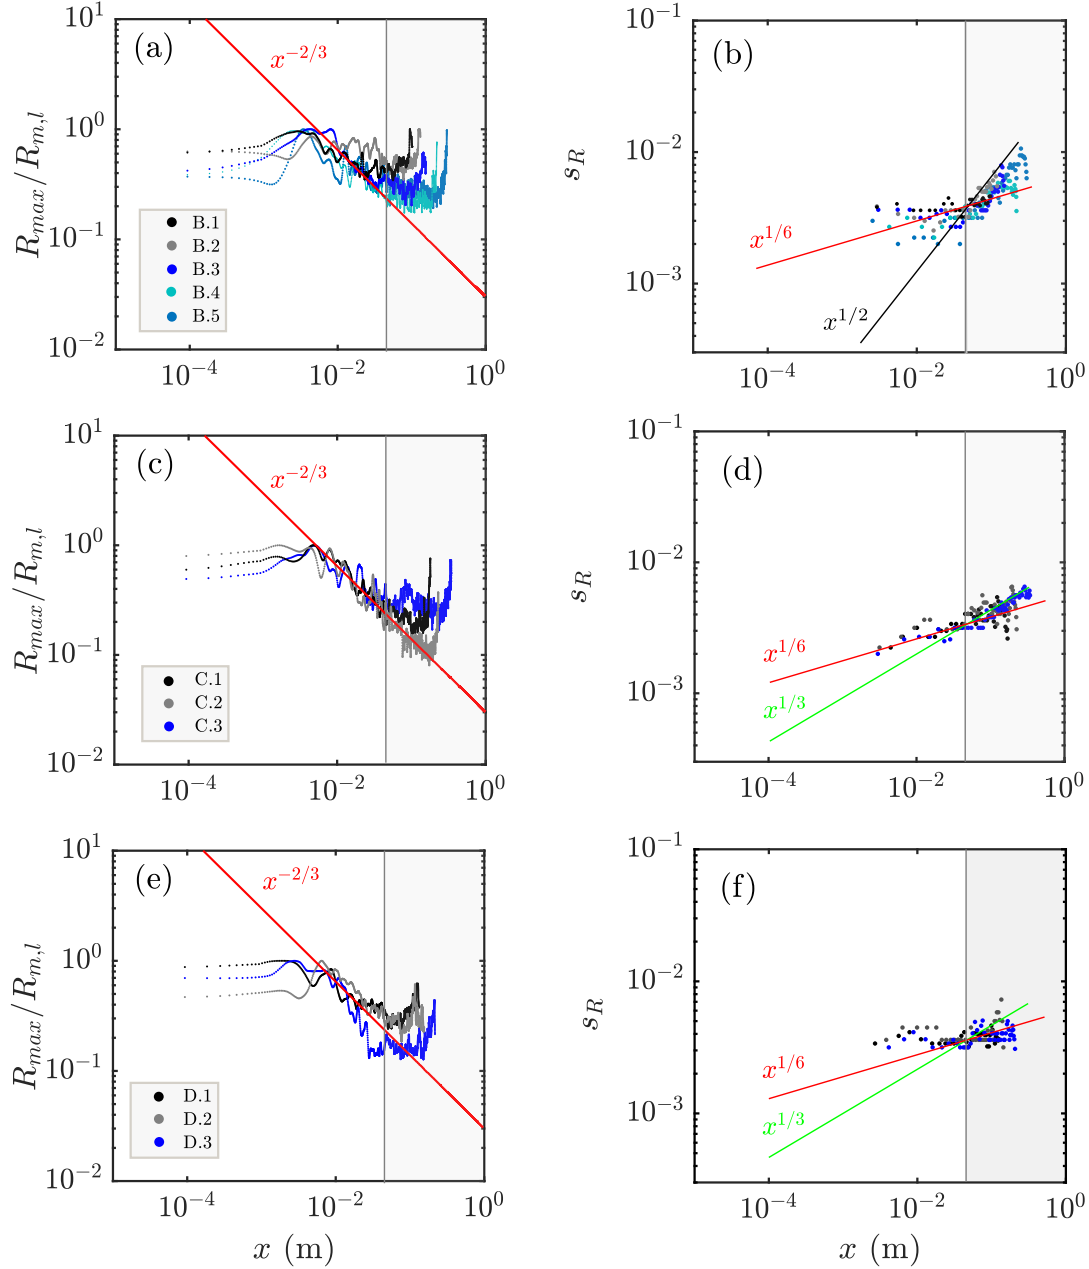 (a)
x^{-2/3}
R_{max}/R_{m,l}
10^1
10^0
10^{-1}
10^{-2}
B.1
B.2
B.3
B.4
B.5
10^{-4}
10^{-2}
10^0
(b)
s_R
10^{-1}
10^{-2}
10^{-3}
x^{1/6}
x^{1/2}
10^{-4}
10^{-2}
10^0
(c)
x^{-2/3}
R_{max}/R_{m,l}
10^1
10^0
10^{-1}
10^{-2}
C.1
C.2
C.3
10^{-4}
10^{-2}
10^0
(d)
s_R
10^{-1}
10^{-2}
10^{-3}
x^{1/6}
x^{1/3}
10^{-4}
10^{-2}
10^0
(e)
x^{-2/3}
R_{max}/R_{m,l}
10^1
10^0
10^{-1}
10^{-2}
D.1
D.2
D.3
10^{-4}
10^{-2}
10^0
x (m)
(f)
s_R
10^{-1}
10^{-2}
10^{-3}
x^{1/6}
x^{1/3}
10^{-4}
10^{-2}
10^0
x (m)